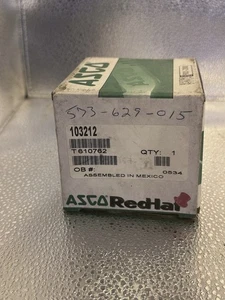 ASCO
573-629-015
103212
T610762
QTY: 1
OB #:
0534
ASSEMBLED IN MEXICO
ASCO RedHat